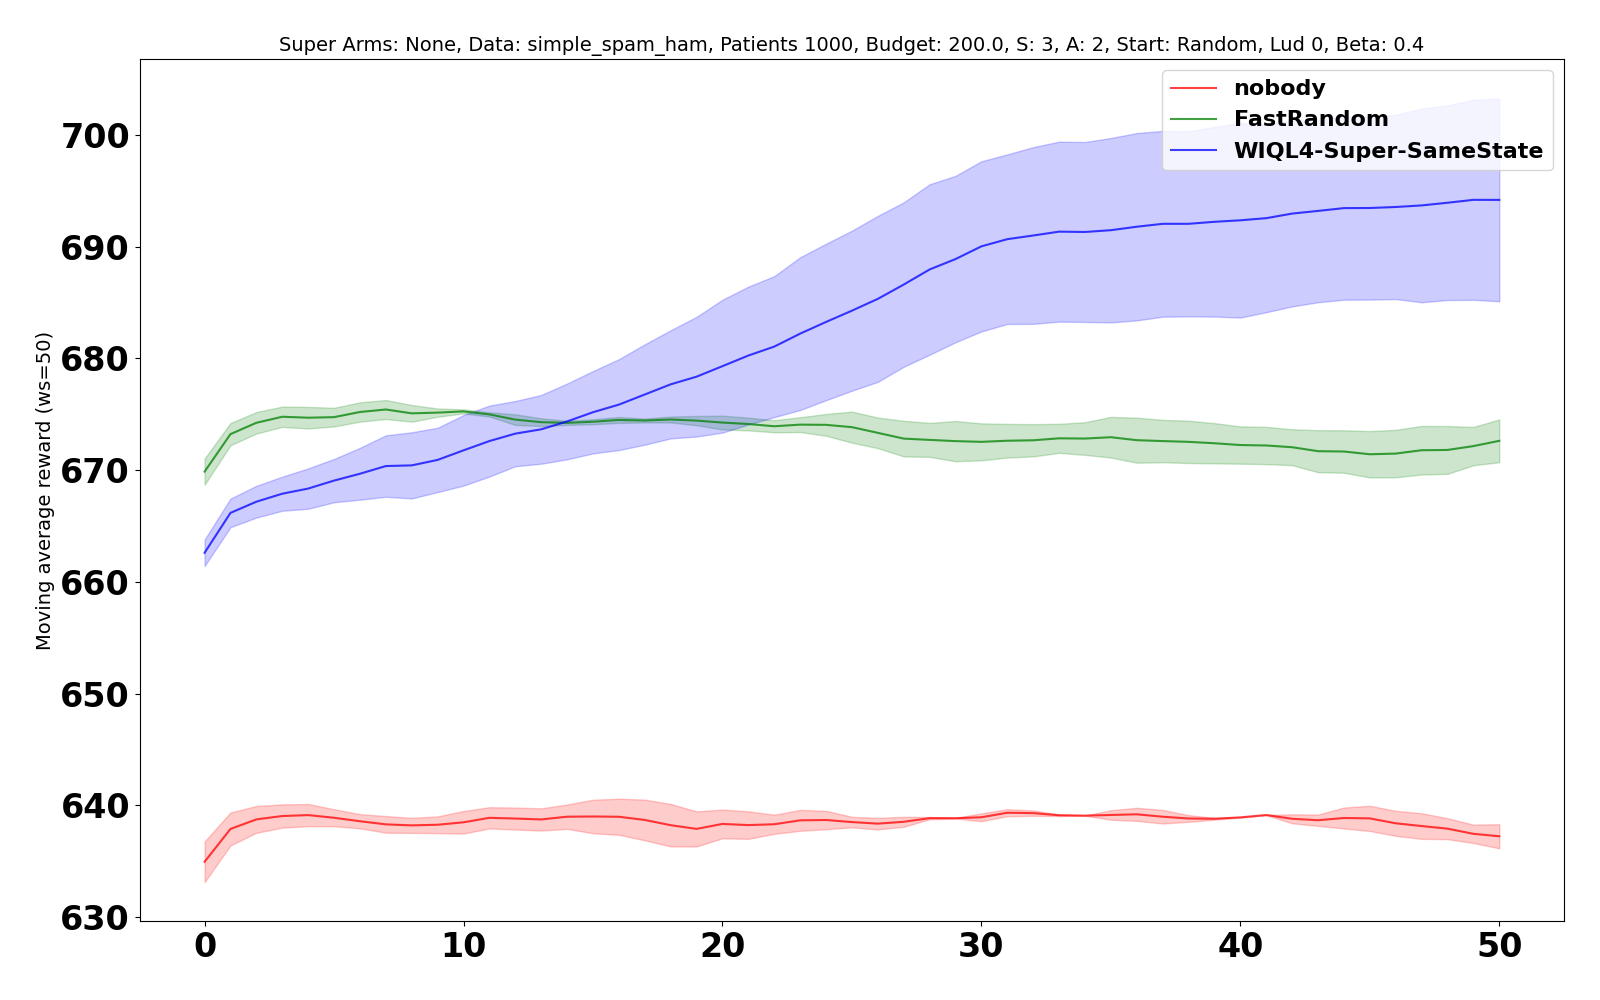 Super Arms: None, Data: simple_spam_ham, Patients 1000, Budget: 200.0, S: 3, A: 2, Start: Random, Lud 0, Beta: 0.4
nobody
FastRandom
WIQL4-Super-SameState
Moving average reward (ws=50)
700
690
680
670
660
650
640
630
0 10 20 30 40 50